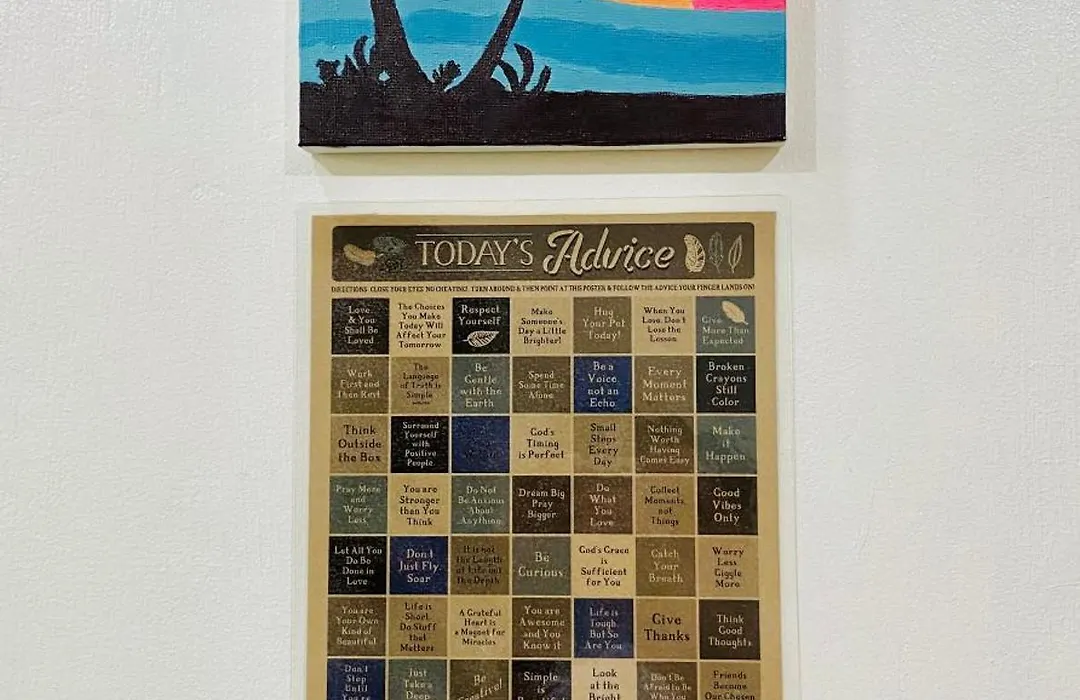 TODAY'S Advice
DIRECTIONS: CLOSE YOUR EYES NO CHEATING! TURN AROUND & THEN POINT AT THIS POSTER & FOLLOW THE ADVICE YOUR FINGER LANDS ON!
Love
& You
Shall Be
Loved
The Choices
You Make
Today Will
Affect Your
Tomorrow
Respect
Yourself
Make
Someone's
Day a Little
Brighter!
Hug
Your Pet
Today!
When You
Lose, Don't
Lose the
Lesson
Give
More Than
Expected
Work
First and
Then Rest
The
Language
of Truth is
Simple
Be
Gentle
with the
Earth
Spend
Some Time
Alone
Be a
Voice
not an
Echo
Every
Moment
Matters
Broken
Crayons
Still
Color
Think
Outside
the Box
Surround
Yourself
with
Positive
People
God's
Timing
is Perfect
Small
Steps
Every
Day
Nothing
Worth
Having
Comes Easy
Make
it
Happen
Pray More
and
Worry
Less
You are
Stronger
than You
Think
Do Not
Be Anxious
About
Anything
Dream Big
Pray
Bigger
Do
What
You
Love
Collect
Moments
not
Things
Good
Vibes
Only
Let All You
Do Be
Done in
Love
Don't
Just Fly
Soar
It is not
the Length
of Life but
the Depth
Be
Curious
God's Grace
is
Sufficient
for You
Catch
Your
Breath
Worry
Less
Giggle
More
You are
Your Own
Kind of
Beautiful
Life is
Short
Do Stuff
that
Matters
A Grateful
Heart is
a Magnet for
Miracles
You are
Awesome
and You
Know it
Life is
Tough
But So
Are You
Give
Thanks
Think
Good
Thoughts
Don't
Stop
Until
You're
Just
Take a
Deep
Be
Creative!
Simple
is
Look
at the
Bright
Don't Be
Afraid to Be
Who You
Friends
Become
Our Chosen